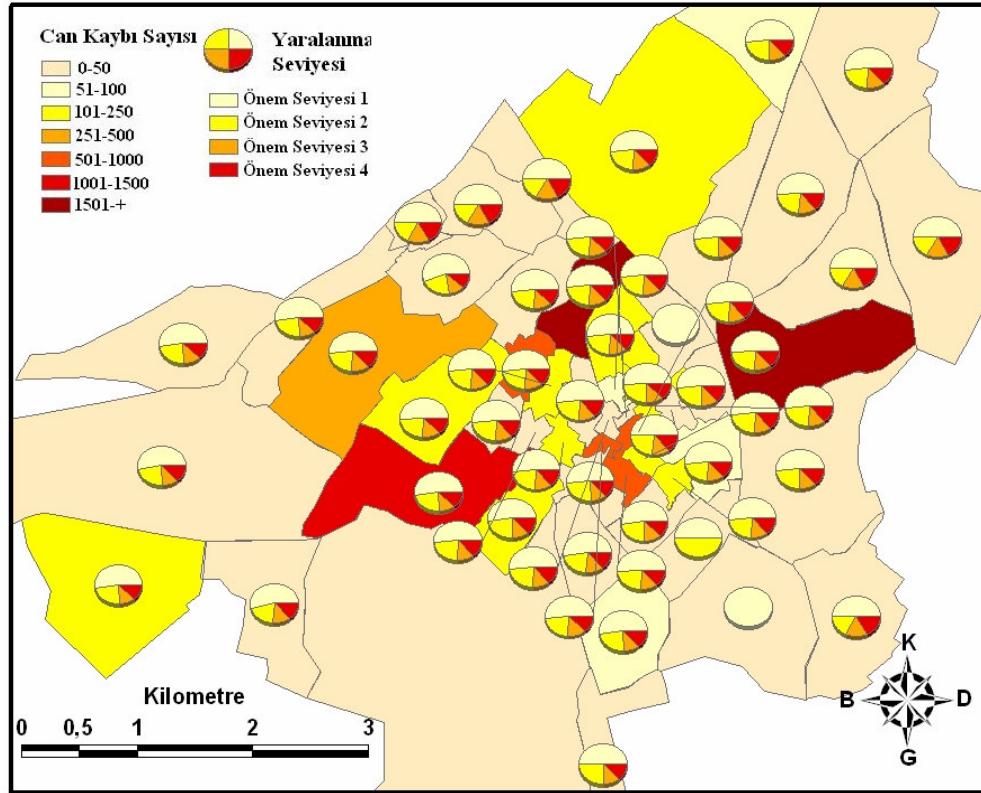 Can Kaybı Sayısı
0-50
51-100
101-250
251-500
501-1000
1001-1500
1501-+
Yaralanma
Seviyesi
Önem Seviyesi 1
Önem Seviyesi 2
Önem Seviyesi 3
Önem Seviyesi 4
Kilometre
0 0,5 1 2 3
K
B D
G